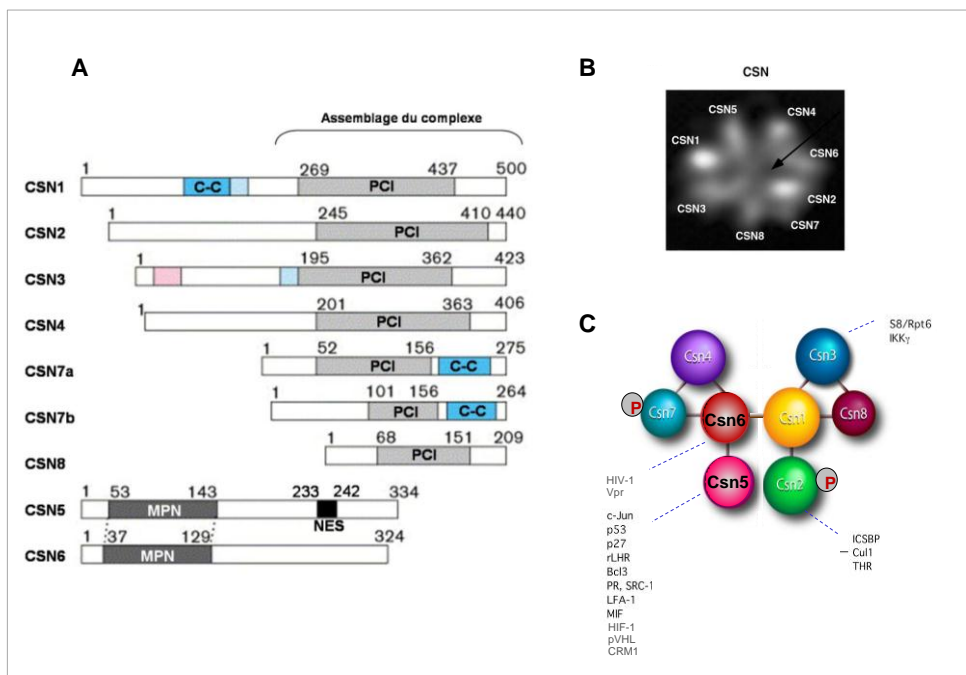 A
Assemblage du complexe
1 269 437 500
CSN1 C-C PCI
1 245 410 440
CSN2 PCI
1 195 362 423
CSN3 PCI
1 201 363 406
CSN4 PCI
1 52 156 275
CSN7a PCI C-C
1 101 156 264
CSN7b PCI C-C
1 68 151 209
CSN8 PCI
1 53 143 233 242 334
CSN5 MPN
NES
1 37 129 324
CSN6 MPN
B
CSN
CSN5 CSN4
CSN1 CSN6
CSN3 CSN2
CSN8 CSN7
C
S8/Rpt6
IKKγ
Csn4 Csn3
P Csn7 Csn6 Csn1 Csn8
Csn5 Csn2 P
HIV-1
Vpr
c-Jun
p53
p27
rLHR
Bcl3
PR, SRC-1
LFA-1
MIF
HIF-1
pVHL
CRM1
ICSBP
Cul1
THR